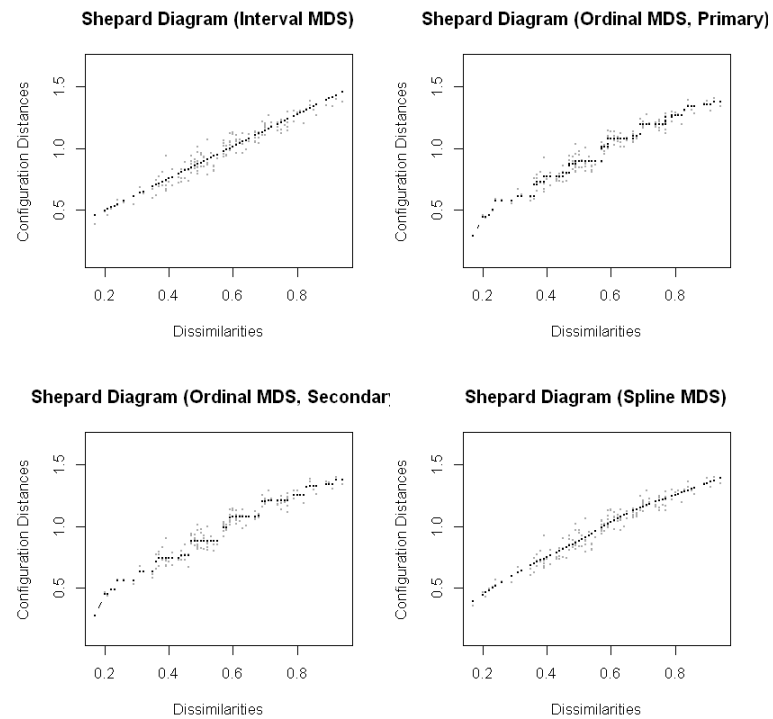 Shepard Diagram (Interval MDS)
Configuration Distances
1.5
1.0
0.5
0.2 0.4 0.6 0.8
Dissimilarities
Shepard Diagram (Ordinal MDS, Primary)
Configuration Distances
1.5
1.0
0.5
0.2 0.4 0.6 0.8
Dissimilarities
Shepard Diagram (Ordinal MDS, Secondary
Configuration Distances
1.5
1.0
0.5
0.2 0.4 0.6 0.8
Dissimilarities
Shepard Diagram (Spline MDS)
Configuration Distances
1.5
1.0
0.5
0.2 0.4 0.6 0.8
Dissimilarities